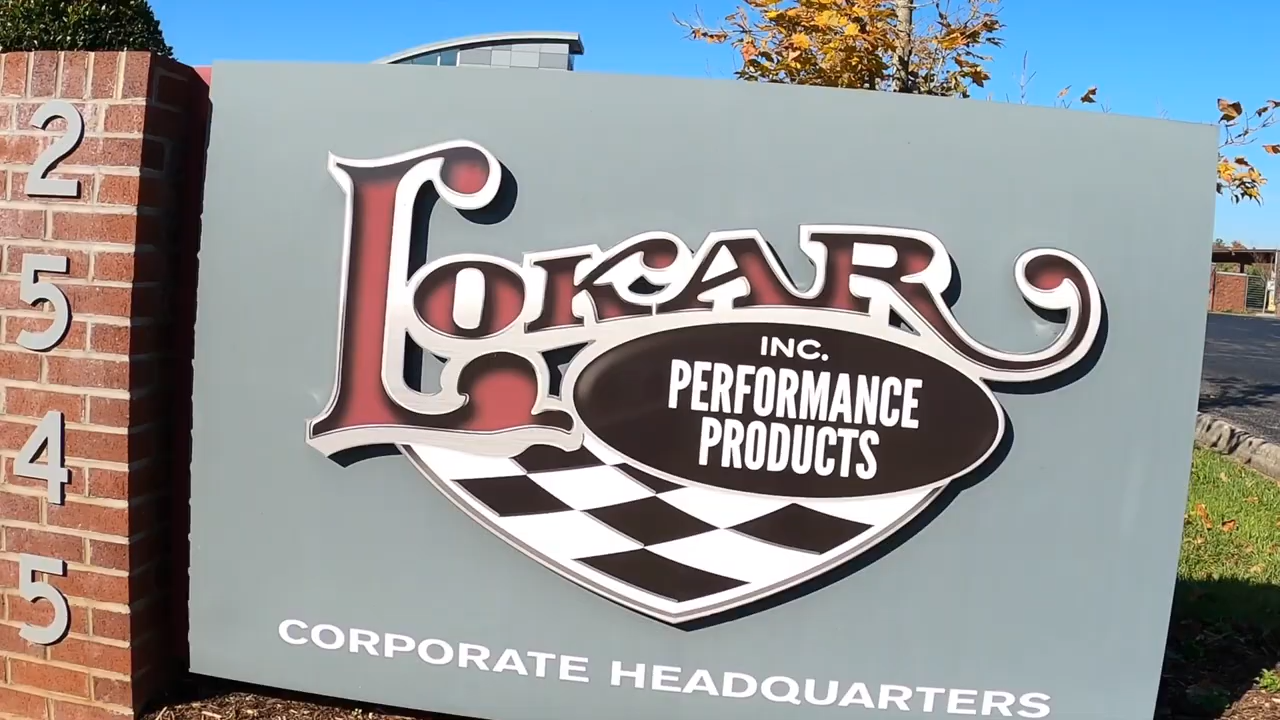 2
5
4
5
LOKAR
INC.
PERFORMANCE
PRODUCTS
CORPORATE HEADQUARTERS